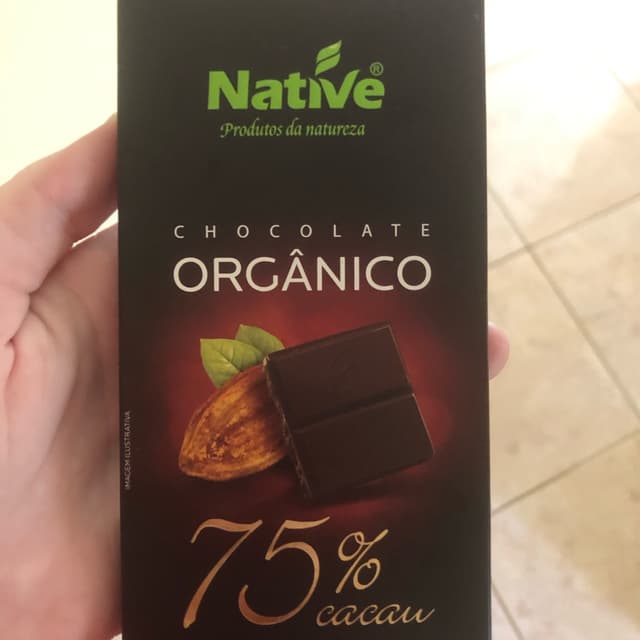 Native®
Produtos da natureza
CHOCOLATE
ORGÂNICO
IMAGEM ILUSTRATIVA
75%
cacau